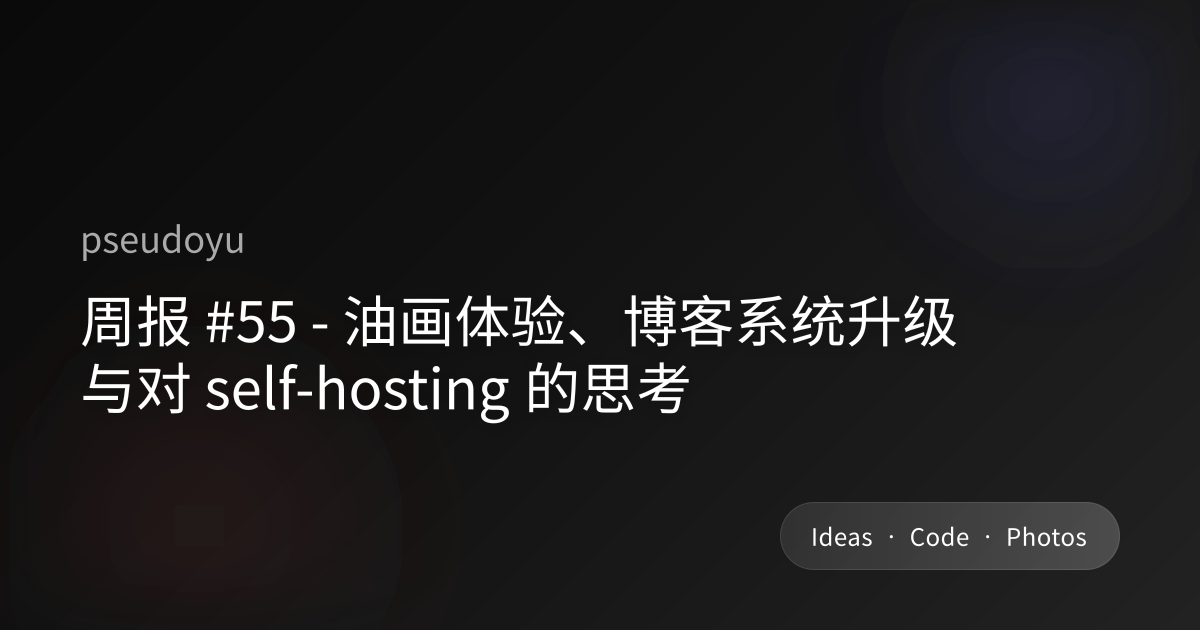 pseudoyu
周报 #55 - 油画体验、博客系统升级
与对 self-hosting 的思考
Ideas · Code · Photos